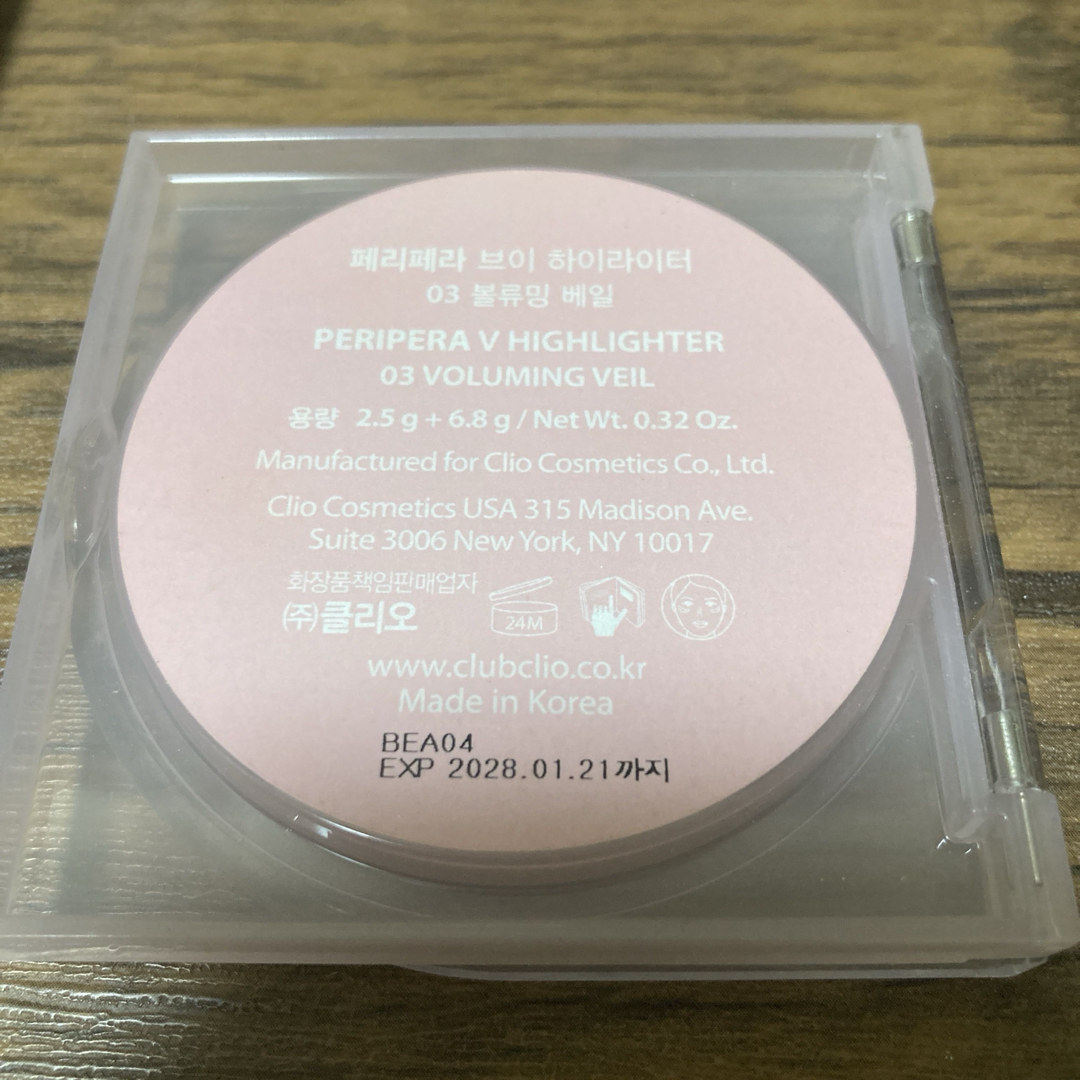 페리페라 브이 하이라이터
03 볼류밍 베일
PERIPERA V HIGHLIGHTER
03 VOLUMING VEIL
용량 2.5 g + 6.8 g / Net Wt. 0.32 Oz.
Manufactured for Clio Cosmetics Co., Ltd.
Clio Cosmetics USA 315 Madison Ave.
Suite 3006 New York, NY 10017
화장품책임판매업자
㈜클리오
24M
www.clubclio.co.kr
Made in Korea
BEA04
EXP 2028.01.21까지